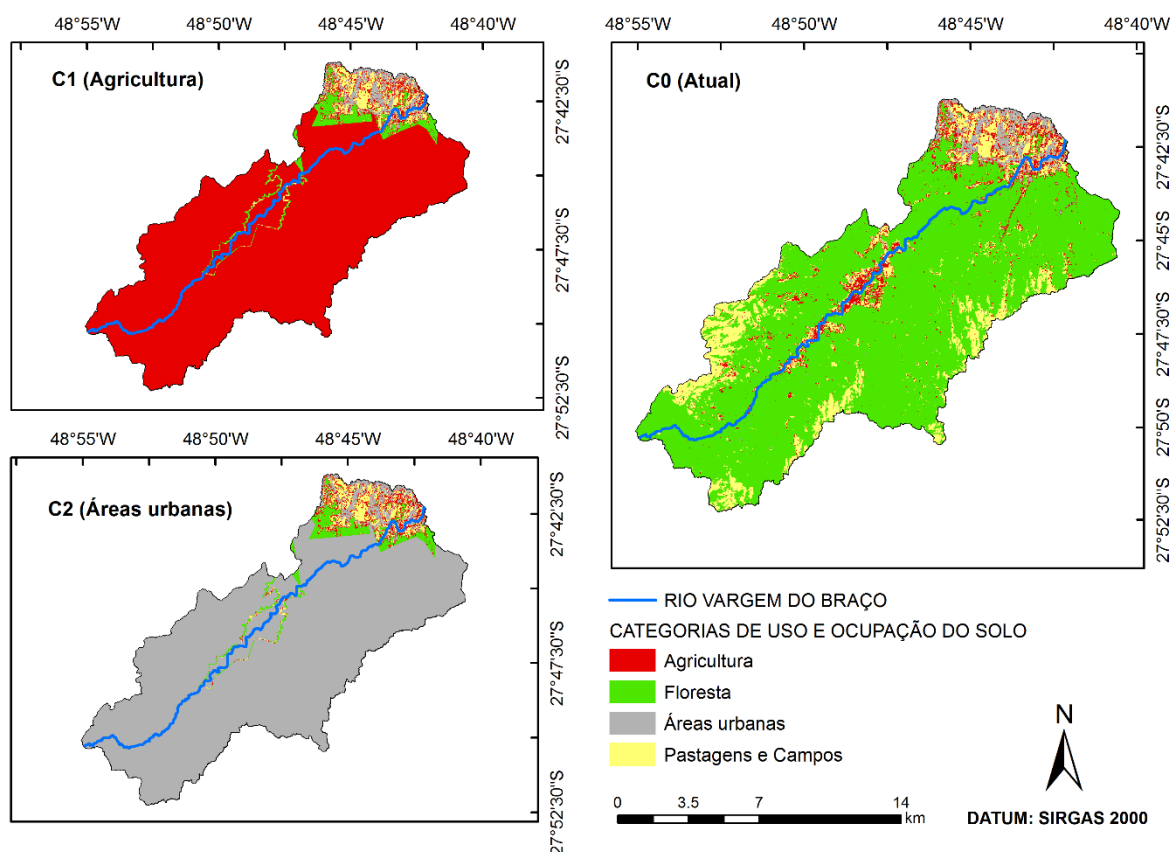 48°55'W 48°50'W 48°45'W 48°40'W
C1 (Agricultura)
27°42'30"S
27°47'30"S
27°52'30"S
48°55'W 48°50'W 48°45'W 48°40'W
C2 (Áreas urbanas)
27°42'30"S
27°47'30"S
27°52'30"S
48°55'W 48°50'W 48°45'W 48°40'W
C0 (Atual)
27°42'30"S
27°45'S
27°47'30"S
27°50'S
27°52'30"S
RIO VARGEM DO BRAÇO
CATEGORIAS DE USO E OCUPAÇÃO DO SOLO
Agricultura
Floresta
Áreas urbanas
Pastagens e Campos
N
0 3.5 7 14
km
DATUM: SIRGAS 2000